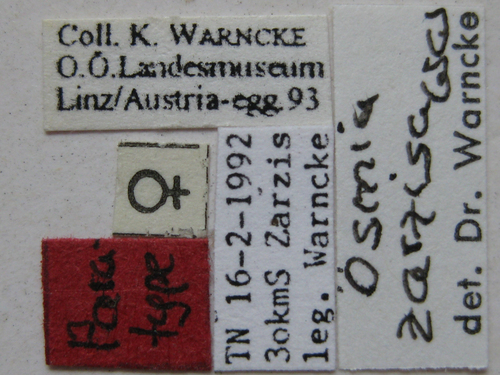 Coll. K. WARNCKE
O.Ö.Landesmuseum
Linz/Austria-egg.93
♀
Para-
type
TN 16-2-1992
30kmS Zarzis
leg. Warncke
Osmia
det. Dr. Warncke